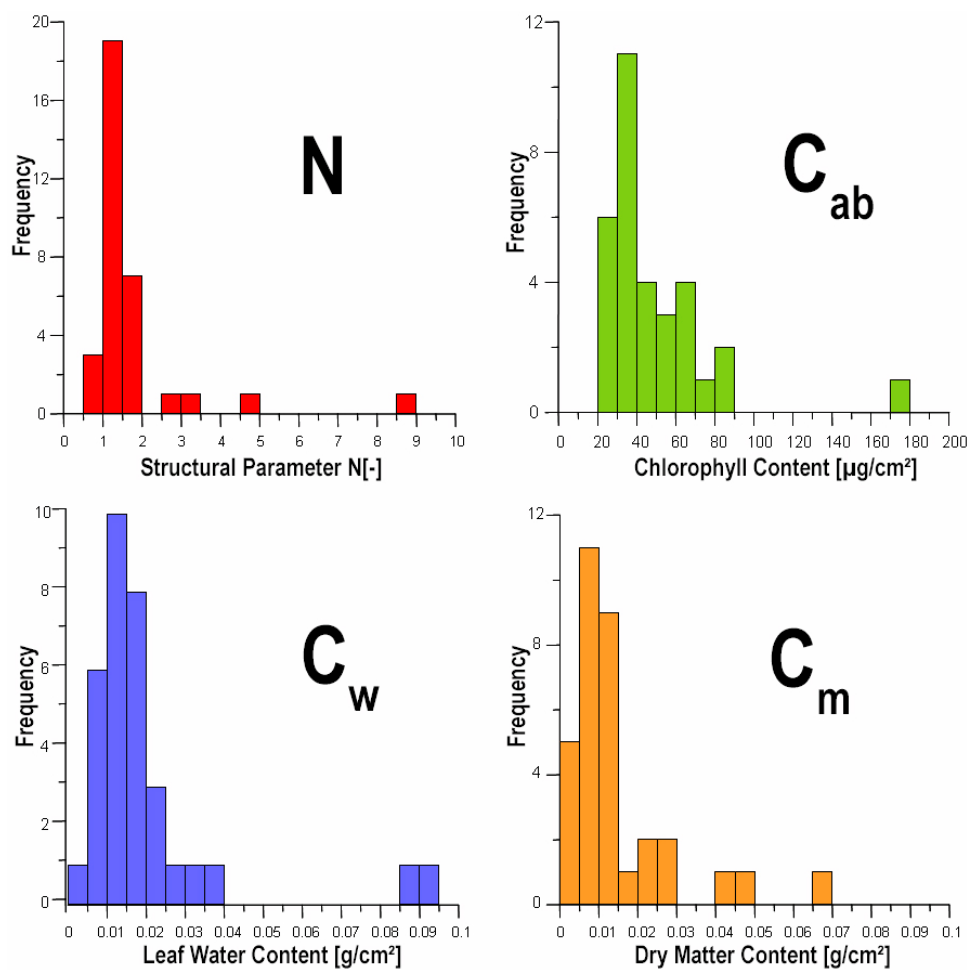 20
16
12
8
4
0
Frequency
N
0 1 2 3 4 5 6 7 8 9 10
Structural Parameter N[-]
12
8
4
0
Frequency
C ab
0 20 40 60 80 100 120 140 160 180 200
Chlorophyll Content [µg/cm²]
10
8
6
4
2
0
Frequency
C w
0 0.01 0.02 0.03 0.04 0.05 0.06 0.07 0.08 0.09 0.1
Leaf Water Content [g/cm²]
12
8
4
0
Frequency
C m
0 0.01 0.02 0.03 0.04 0.05 0.06 0.07 0.08 0.09 0.1
Dry Matter Content [g/cm²]